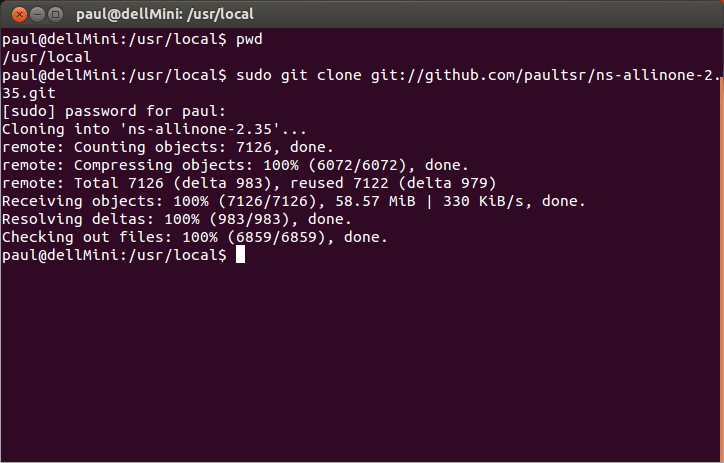 paul@dellMini: /usr/local
paul@dellMini:/usr/local$ pwd
/usr/local
paul@dellMini:/usr/local$ sudo git clone git://github.com/paultsr/ns-allinone-2.
35.git
[sudo] password for paul:
Cloning into 'ns-allinone-2.35'...
remote: Counting objects: 7126, done.
remote: Compressing objects: 100% (6072/6072), done.
remote: Total 7126 (delta 983), reused 7122 (delta 979)
Receiving objects: 100% (7126/7126), 58.57 MiB | 330 KiB/s, done.
Resolving deltas: 100% (983/983), done.
Checking out files: 100% (6859/6859), done.
paul@dellMini:/usr/local$